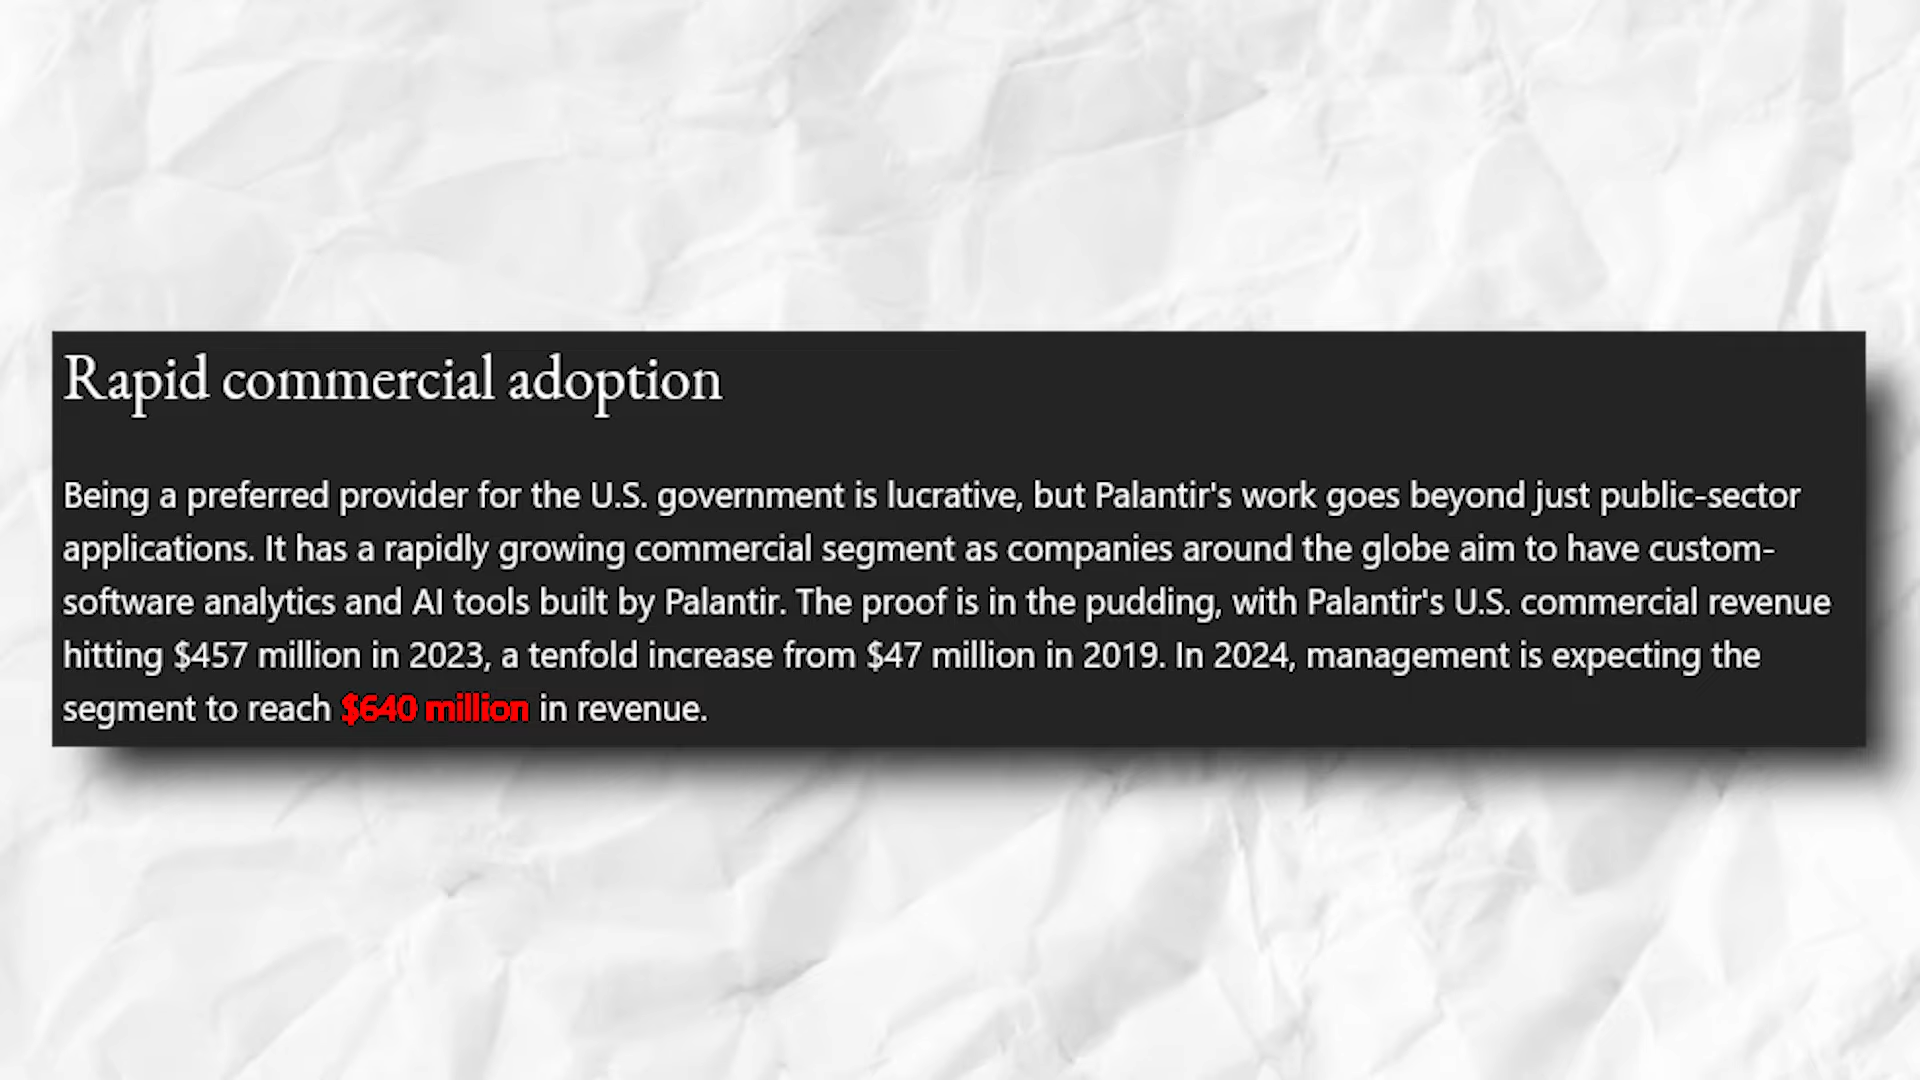 Rapid commercial adoption
Being a preferred provider for the U.S. government is lucrative, but Palantir's work goes beyond just public-sector
applications. It has a rapidly growing commercial segment as companies around the globe aim to have custom-
software analytics and AI tools built by Palantir. The proof is in the pudding, with Palantir's U.S. commercial revenue
hitting $457 million in 2023, a tenfold increase from $47 million in 2019. In 2024, management is expecting the
segment to reach $640 million in revenue.